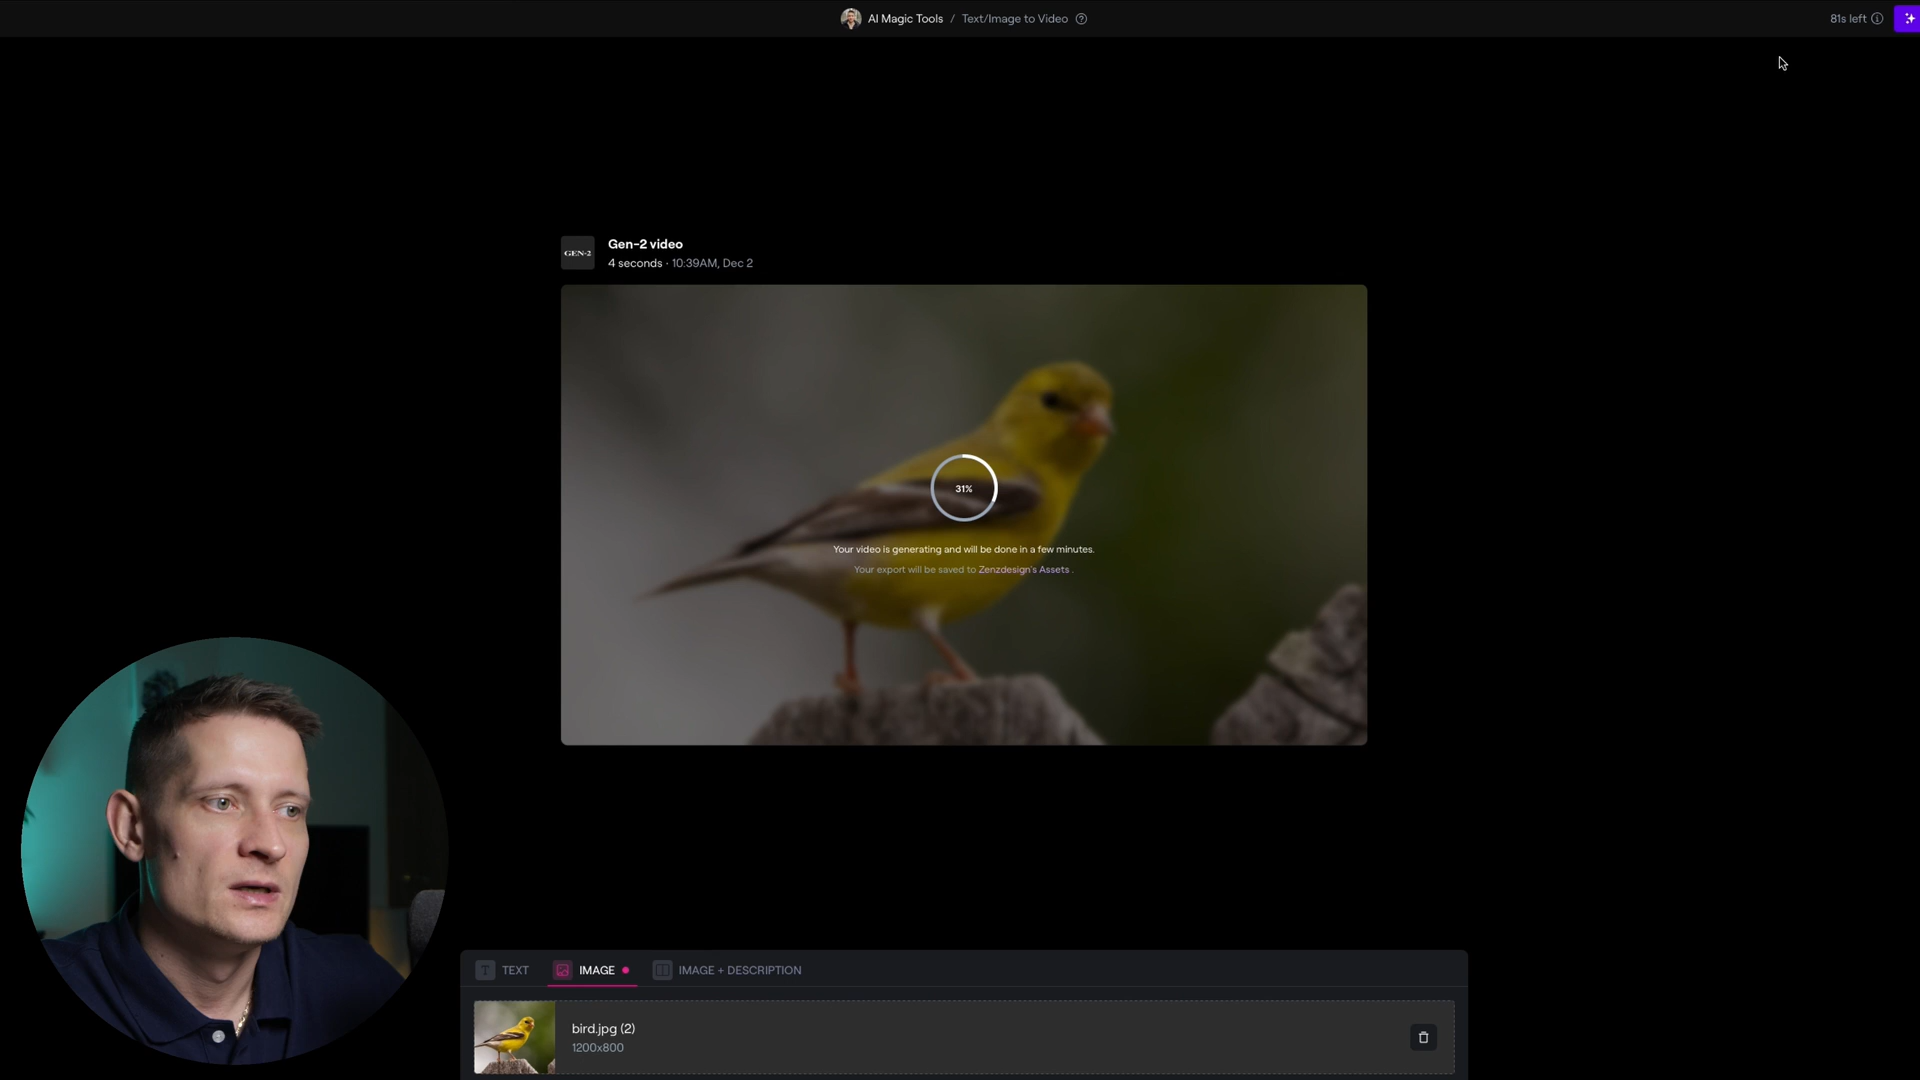 AI Magic Tools / Text/Image to Video
81s left
GEN-2
Gen-2 video
4 seconds · 10:39AM, Dec 2
31%
Your video is generating and will be done in a few minutes.
Your export will be saved to Zenzdesign's Assets .
TEXT
IMAGE
IMAGE + DESCRIPTION
bird.jpg (2)
1200x800